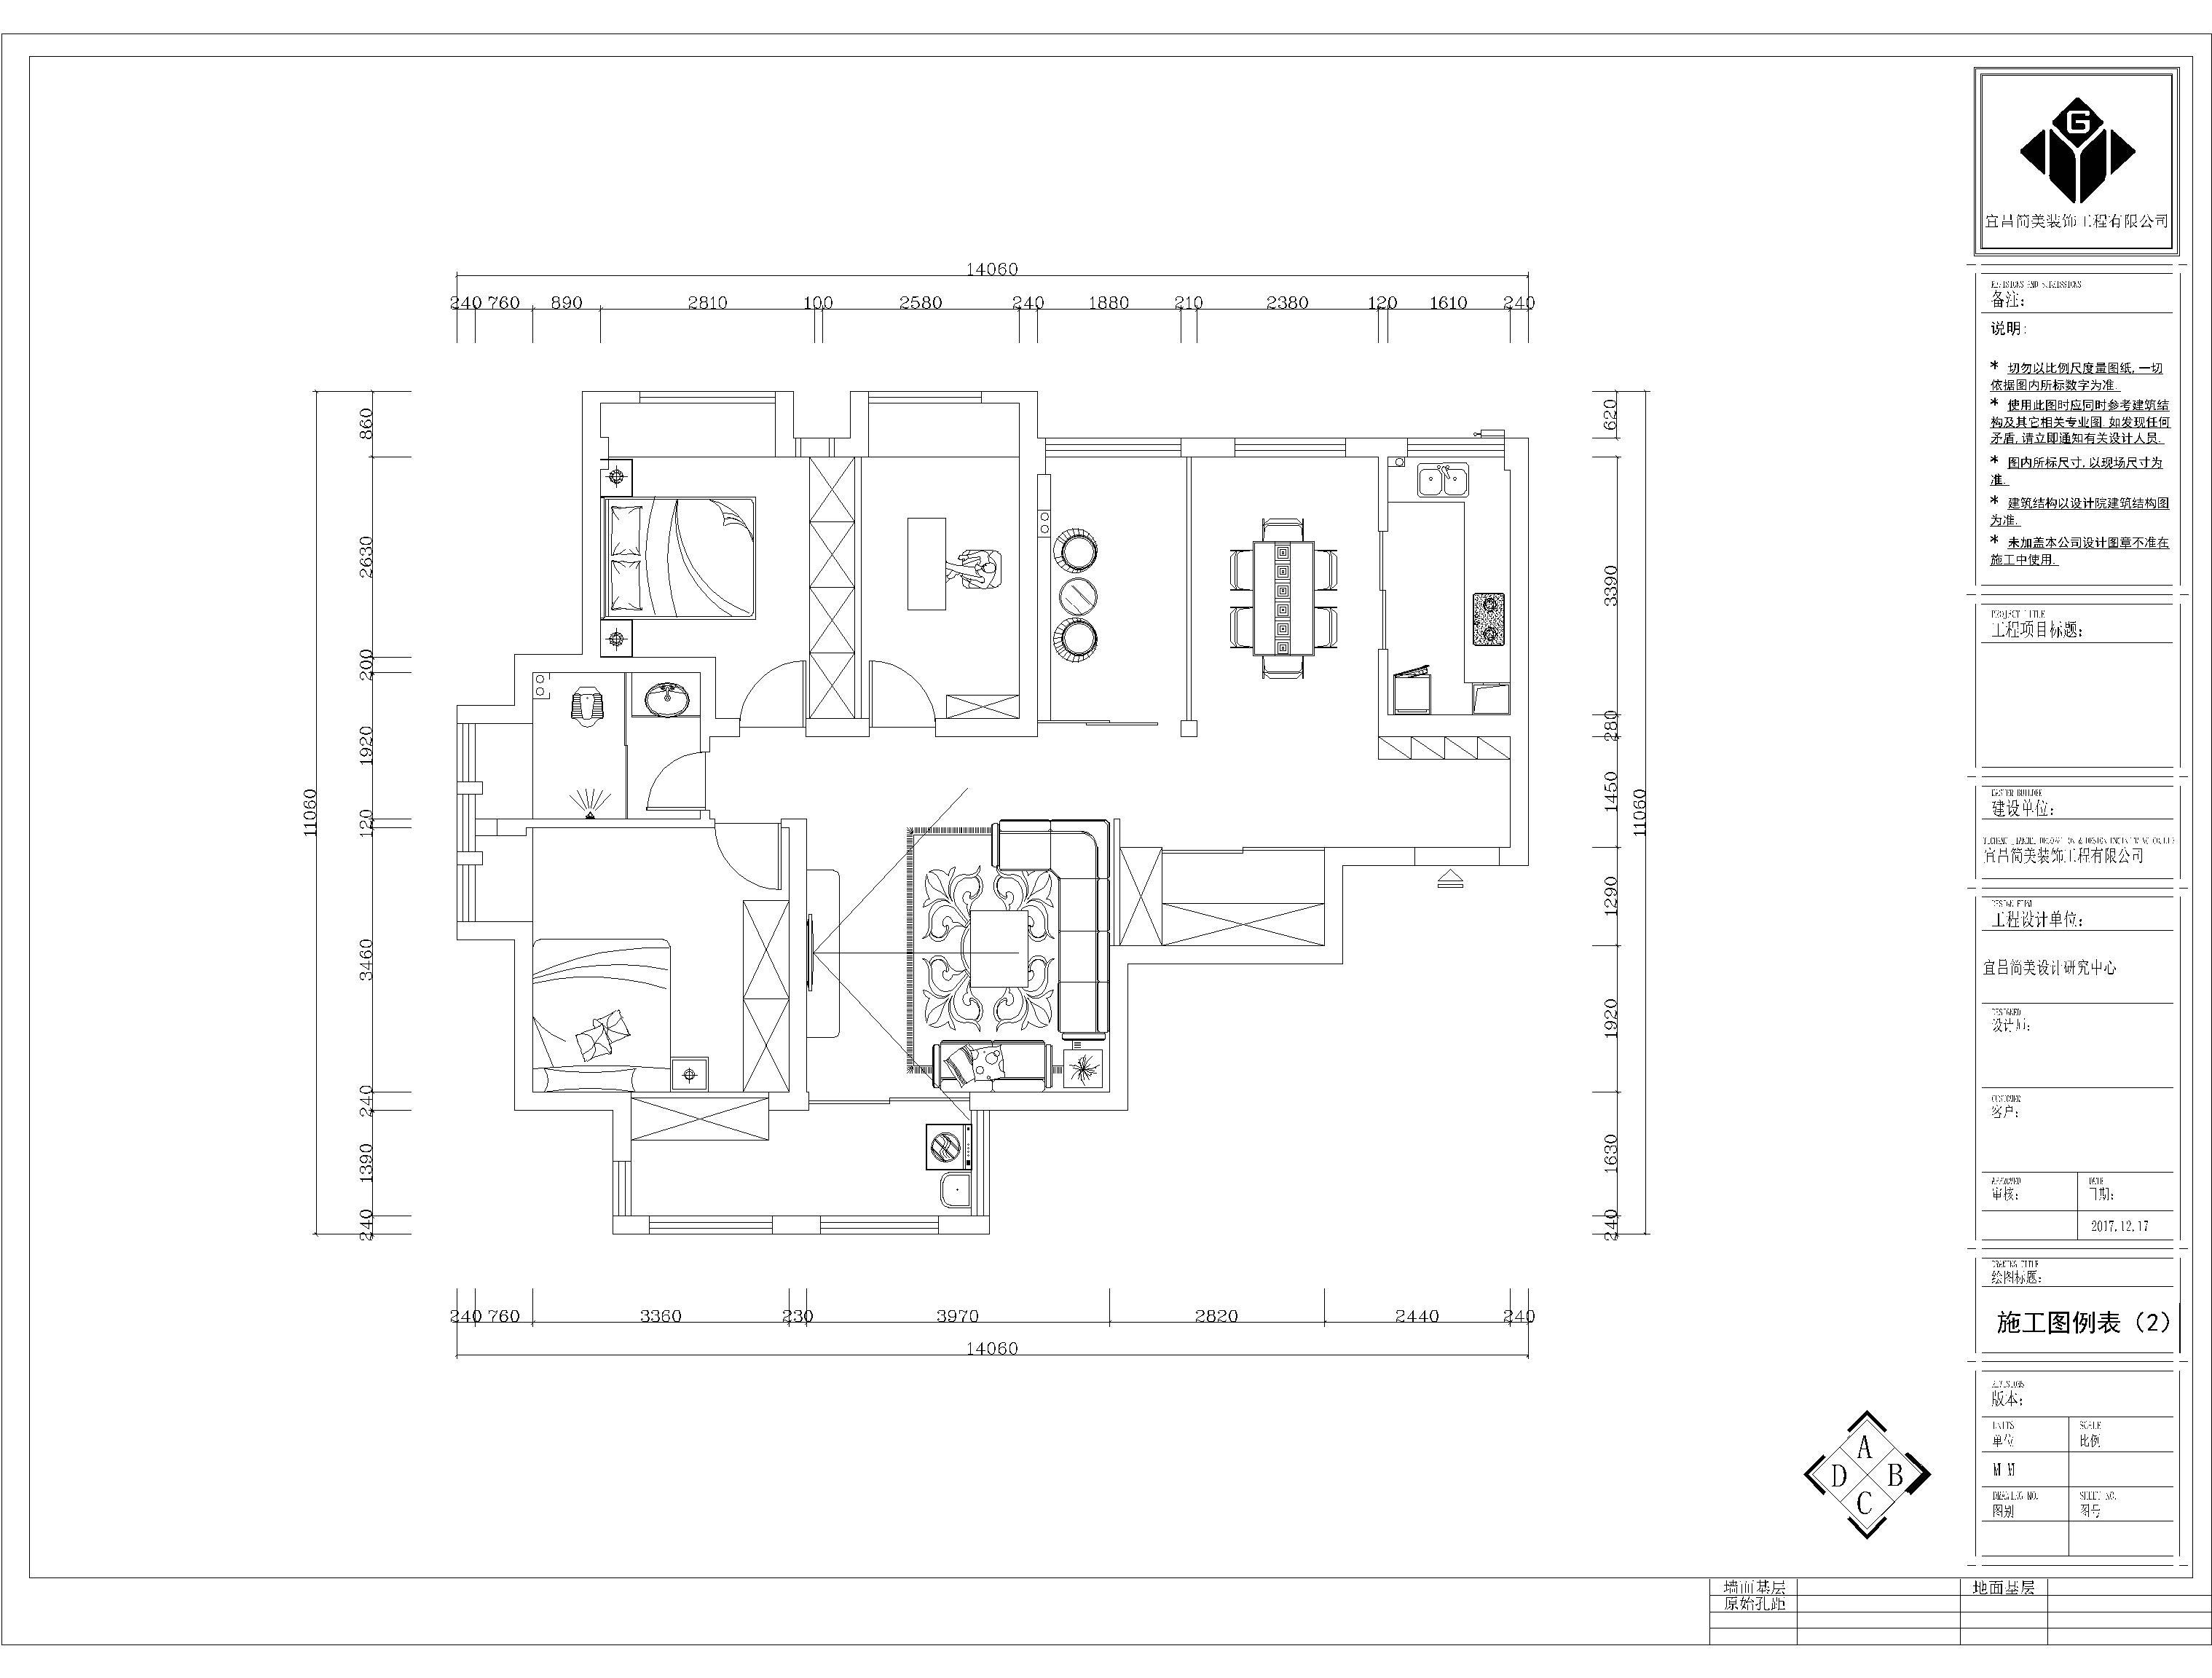 G
宜昌简美装饰工程有限公司
备注:
说明:
* 切勿以比例尺度量图纸,一切
依据图内所标数字为准.
* 使用此图时应同时参考建筑结
构及其它相关专业图.如发现任何
矛盾,请立即通知有关设计人员.
* 图内所标尺寸,以现场尺寸为
准.
* 建筑结构以设计院建筑结构图
为准.
* 未加盖本公司设计图章不准在
施工中使用.
PROJECT TITLE
工程项目标题:
建设单位:
宜昌简美装饰工程有限公司
工程设计单位:
宜昌简美设计研究中心
DESIGNED
设计师:
CUSTOMER
客户:
APPROVED DATE
审核: 日期:
2017.12.17
DRAWING TITLE
绘图标题:
施工图例表（2）
版本:
UNITS SCALE
单位 比例
M M
DRAWING NO. SHEET NO.
图别 图号
14060
240 760 890 2810 100 2580 240 1880 210 2380 120 1610 240
11060
860
2630
200
1920
120
3460
240
1390
240
620
3390
280
1450
1290
1920
1630
240
11060
240 760 3360 230 3970 2820 2440 240
14060
A
D B
C
墙面基层 地面基层
原始孔距